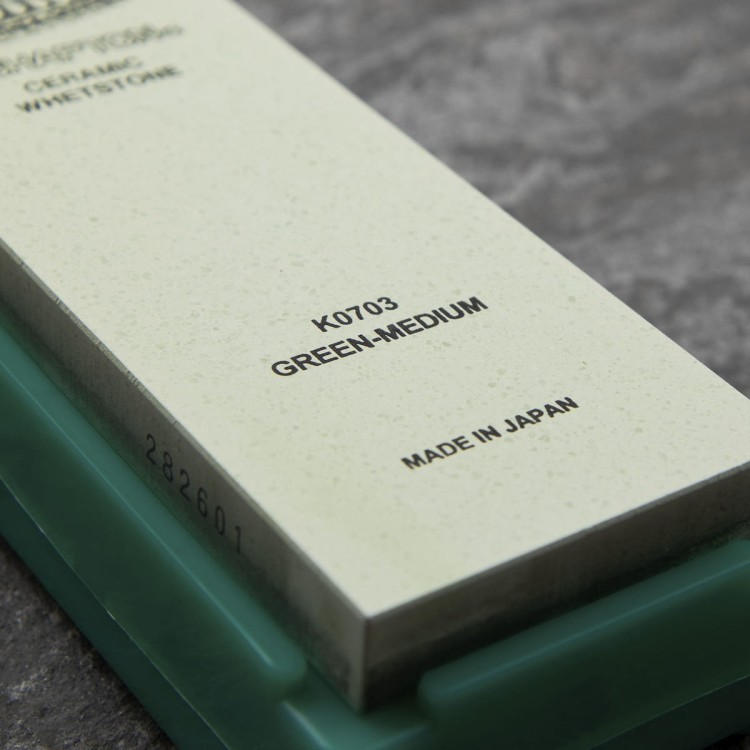 CERAMIC
WHETSTONE
K0703
GREEN-MEDIUM
MADE IN JAPAN
282601